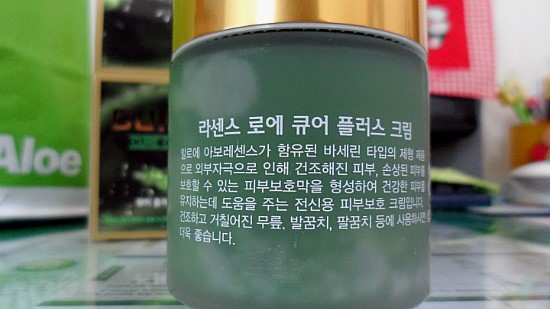 Aloe
라센스 로에 큐어 플러스 크림
일로에 아보레센스가 함유된 바세린 타입의 제형 제품
으로 외부자극으로 인해 건조해진 피부, 손상된 피부를
보호할 수 있는 피부보호막을 형성하여 건강한 피부를
유지하는데 도움을 주는 전신용 피부보호 크림입니다.
건조하고 거칠어진 무릎, 발꿈치, 팔꿈치 등에 사용하시면
더욱 좋습니다.